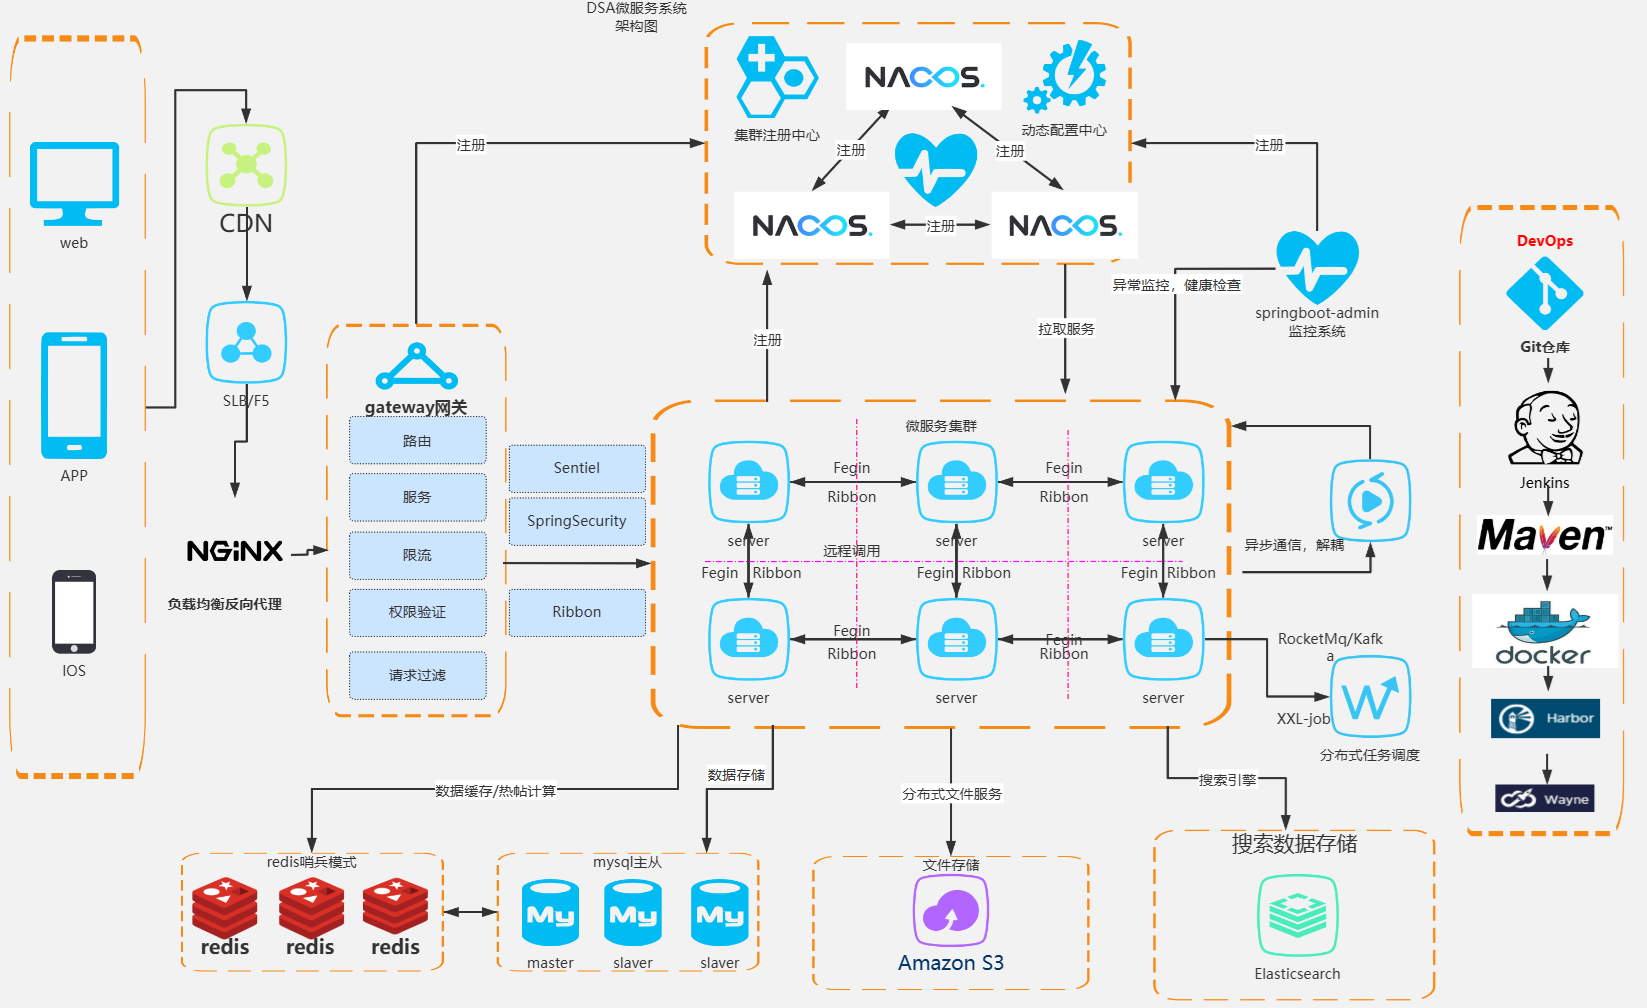 DSA微服务系统
架构图
web
APP
IOS
CDN
SLB/F5
NGINX
负载均衡反向代理
注册
gateway网关
路由
服务
限流
权限验证
请求过滤
Sentiel
SpringSecurity
Ribbon
集群注册中心
NACOS.
动态配置中心
注册
注册
NACOS.
注册
NACOS.
注册
springboot-admin
监控系统
异常监控，健康检查
拉取服务
注册
微服务集群
Fegin
Ribbon
Fegin
Ribbon
server
server
server
远程调用
Fegin
Ribbon
Fegin
Ribbon
Fegin
Ribbon
Fegin
Ribbon
Fegin
Ribbon
server
server
server
异步通信，解耦
RocketMq/Kafk
a
XXL-job
分布式任务调度
DevOps
Git仓库
Jenkins
Maven™
docker
Harbor
Wayne
数据缓存/热帖计算
数据存储
分布式文件服务
搜索引擎
redis哨兵模式
redis
redis
redis
mysql主从
My
My
My
master
slaver
slaver
文件存储
Amazon S3
搜索数据存储
Elasticsearch